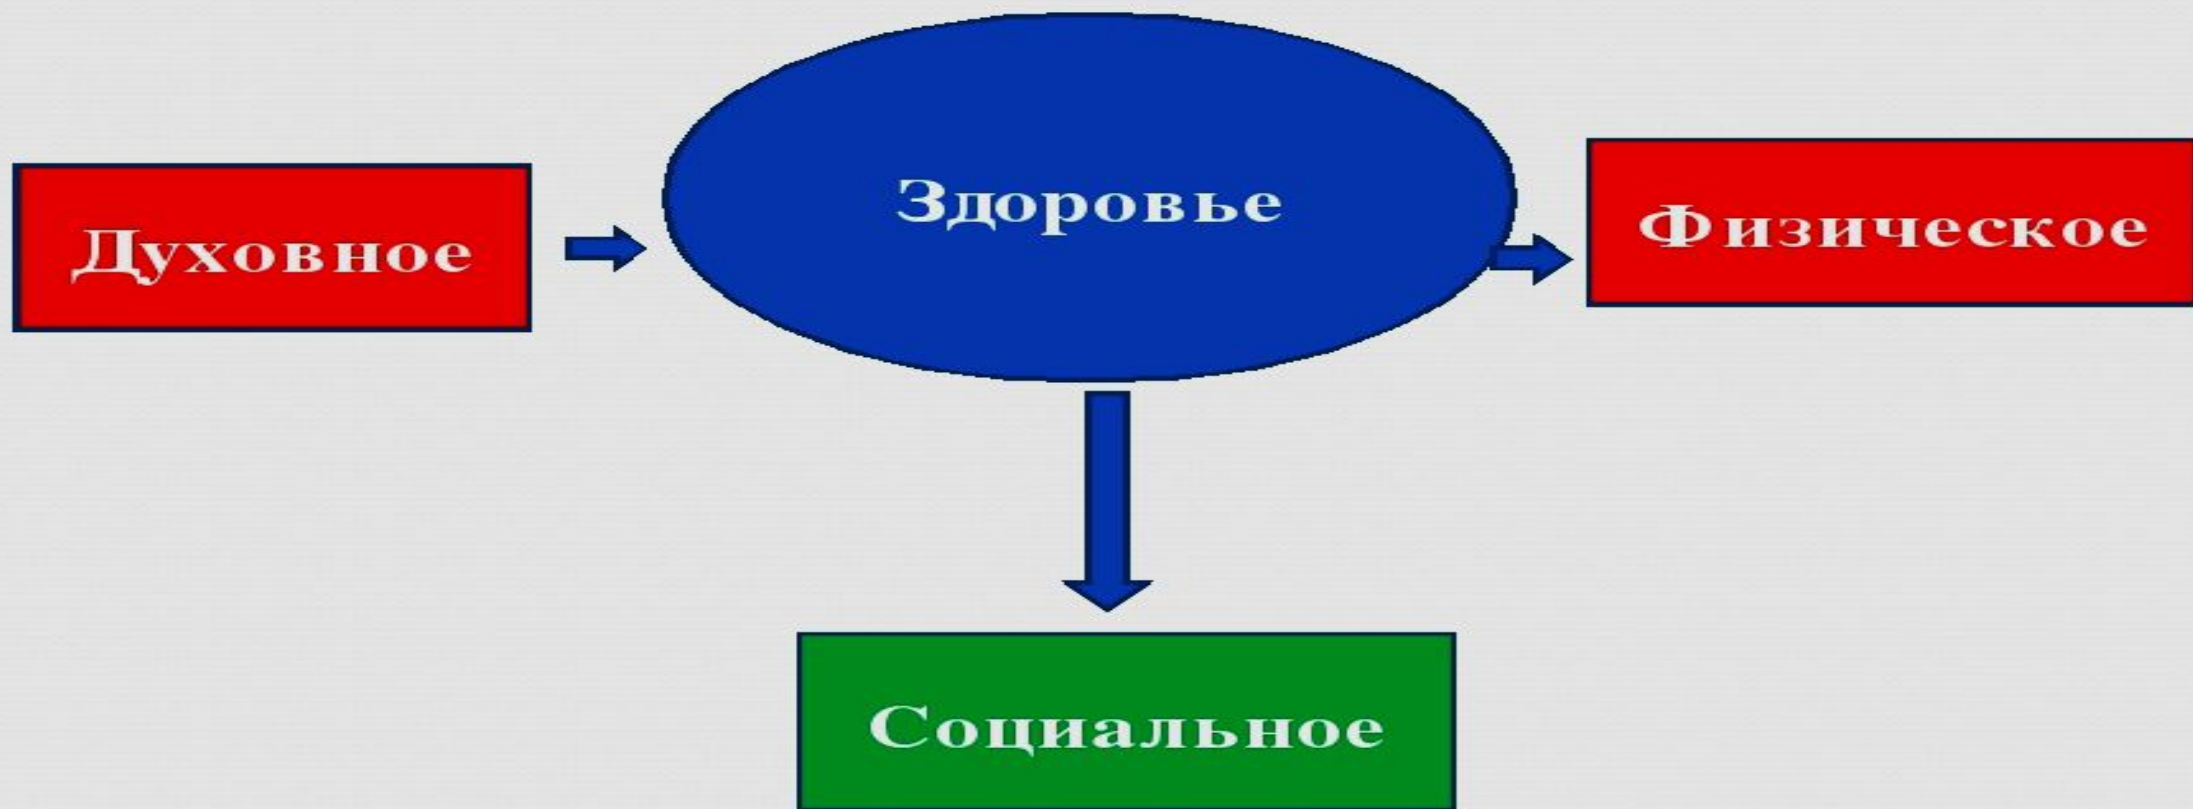 Здоровье
Духовное
Физическое
Социальное